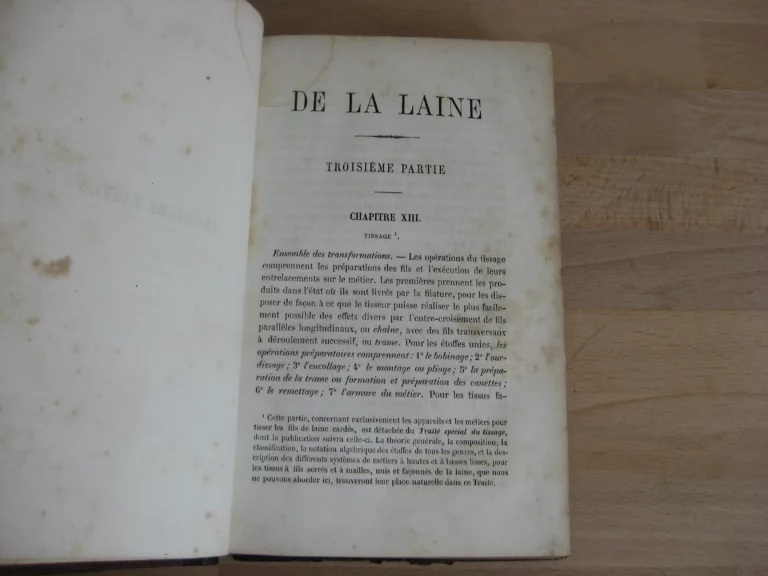 DE LA LAINE
TROISIÈME PARTIE
CHAPITRE XIII.
TISSAGE ¹.
Ensemble des transformations. — Les opérations du tissage
comprennent les préparations des fils et l'exécution de leurs
entrelacements sur le métier. Les premières prennent les pro-
duits dans l'état où ils sont livrés par la filature, pour les dis-
poser de façon à ce que le tisseur puisse réaliser le plus facile-
ment possible des effets divers par l'entre-croisement de fils
parallèles longitudinaux, ou chaîne, avec des fils transversaux
à déroulement successif, ou trame. Pour les étoffes unies, les
opérations préparatoires comprennent : 1° le bobinage ; 2° l'our-
dissage ; 3° l'encollage ; 4° le montage ou pliage ; 5° la prépa-
ration de la trame ou formation et préparation des canettes ;
6° le remettage ; 7° l'armure du métier. Pour les tissus fa-
¹ Cette partie, concernant exclusivement les appareils et les métiers pour
tisser les fils de laine cardés, est détachée du Traité spécial du tissage,
dont la publication suivra celle-ci. La théorie générale, la composition, la
classification, la notation algébrique des étoffes de tous les genres, et la des-
cription des différents systèmes de métiers à hautes et à basses lisses, pour
les tissus à fils serrés et à mailles, unis et façonnés de la laine, que nous
ne pouvons aborder ici, trouveront leur place naturelle dans ce Traité.